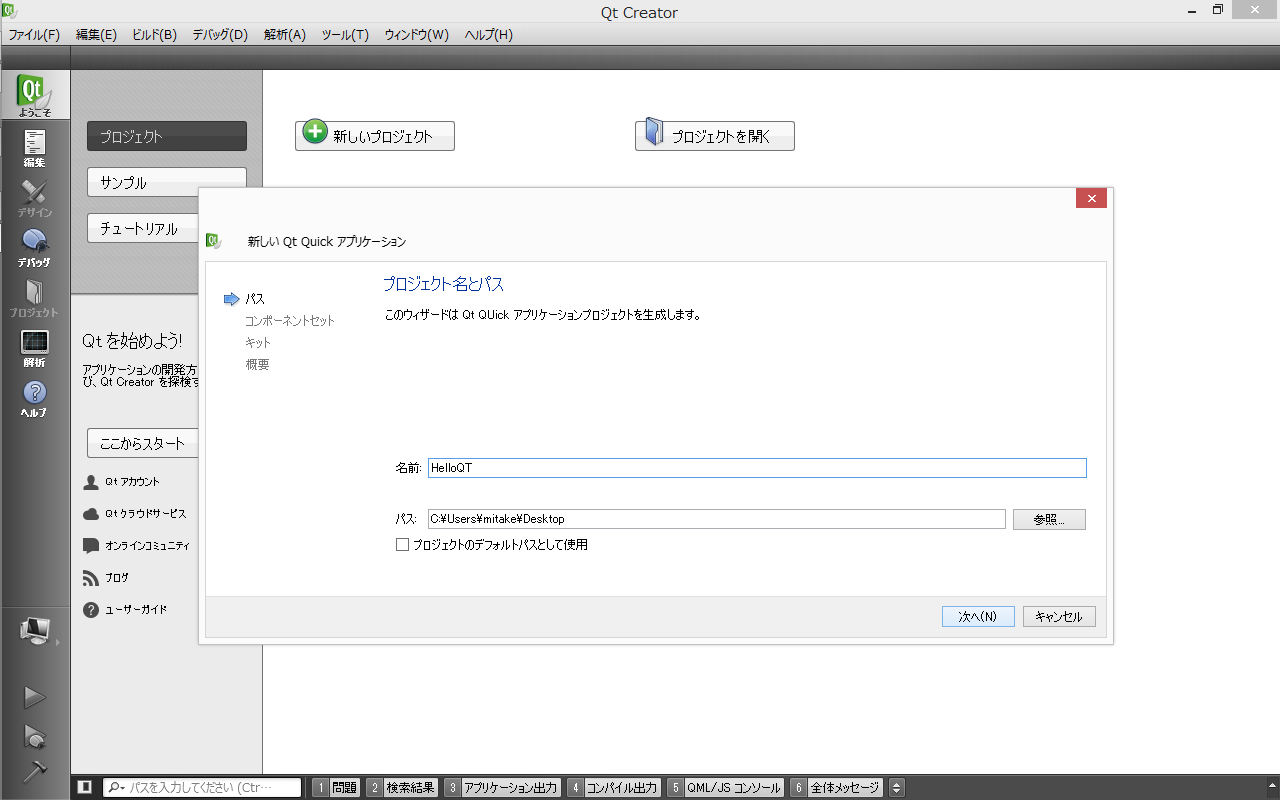 Qt Creator
ファイル(F) 編集(E) ビルド(B) デバッグ(D) 解析(A) ツール(T) ウィンドウ(W) ヘルプ(H)
Qt
ようこそ
編集
デザイン
デバッグ
プロジェクト
解析
ヘルプ
プロジェクト
サンプル
チュートリアル
新しいプロジェクト
プロジェクトを開く
Qt を始めよう!
アプリケーションの開発方
び、Qt Creator を探検す
ここからスタート
Qt アカウント
Qt クラウドサービス
オンラインコミュニティ
ブログ
ユーザーガイド
新しい Qt Quick アプリケーション
パス
コンポーネントセット
キット
概要
プロジェクト名とパス
このウィザードは Qt QUick アプリケーションプロジェクトを生成します。
名前: HelloQT
パス: C:¥Users¥mitake¥Desktop 参照...
プロジェクトのデフォルトパスとして使用
次へ(N) キャンセル
パスを入力してください (Ctr…
1 問題 2 検索結果 3 アプリケーション出力 4 コンパイル出力 5 QML/JS コンソール 6 全体メッセージ